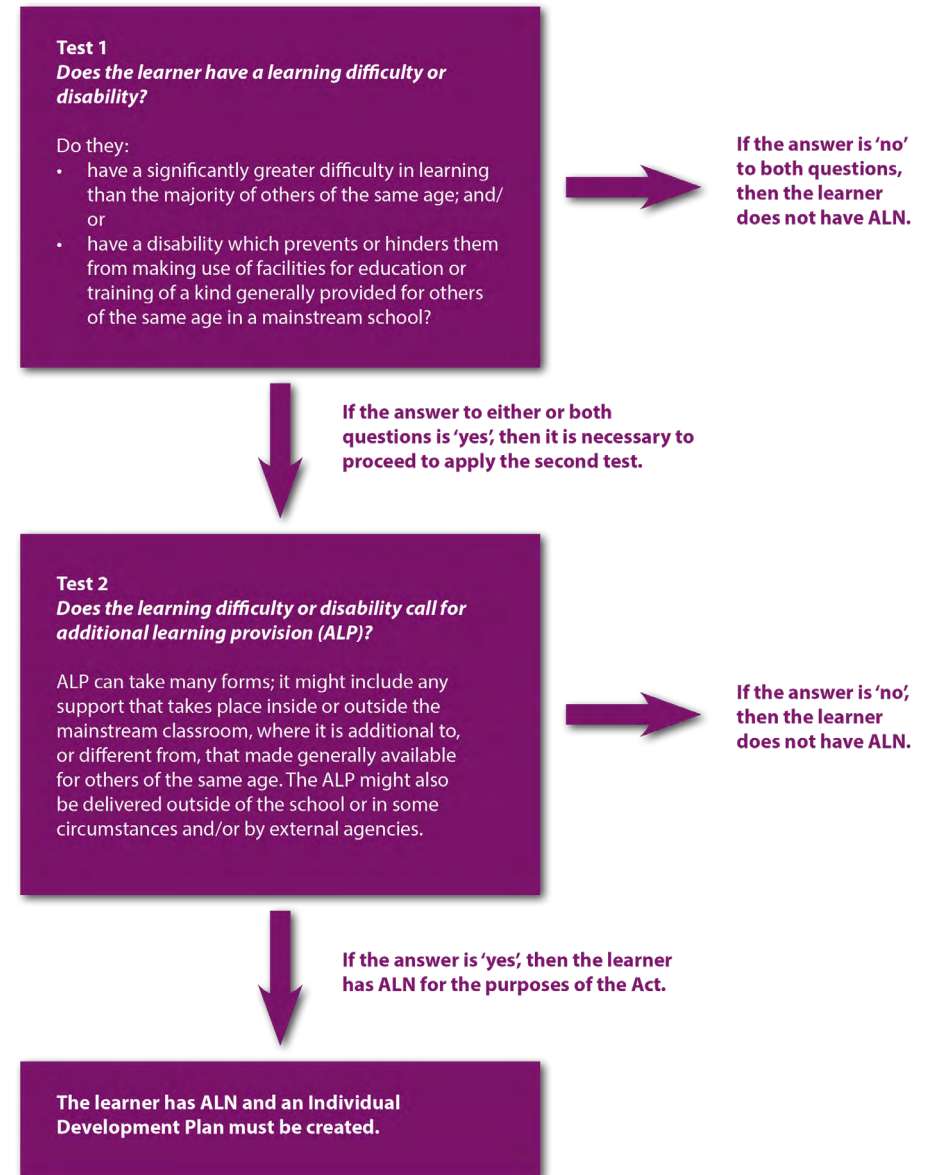 Test 1
Does the learner have a learning difficulty or
disability?
Do they:
• have a significantly greater difficulty in learning
than the majority of others of the same age; and/
or
• have a disability which prevents or hinders them
from making use of facilities for education or
training of a kind generally provided for others
of the same age in a mainstream school?
If the answer is ‘no’
to both questions,
then the learner
does not have ALN.
If the answer to either or both
questions is ‘yes’, then it is necessary to
proceed to apply the second test.
Test 2
Does the learning difficulty or disability call for
additional learning provision (ALP)?
ALP can take many forms; it might include any
support that takes place inside or outside the
mainstream classroom, where it is additional to,
or different from, that made generally available
for others of the same age. The ALP might also
be delivered outside of the school or in some
circumstances and/or by external agencies.
If the answer is ‘no’,
then the learner
does not have ALN.
If the answer is ‘yes’, then the learner
has ALN for the purposes of the Act.
The learner has ALN and an Individual
Development Plan must be created.